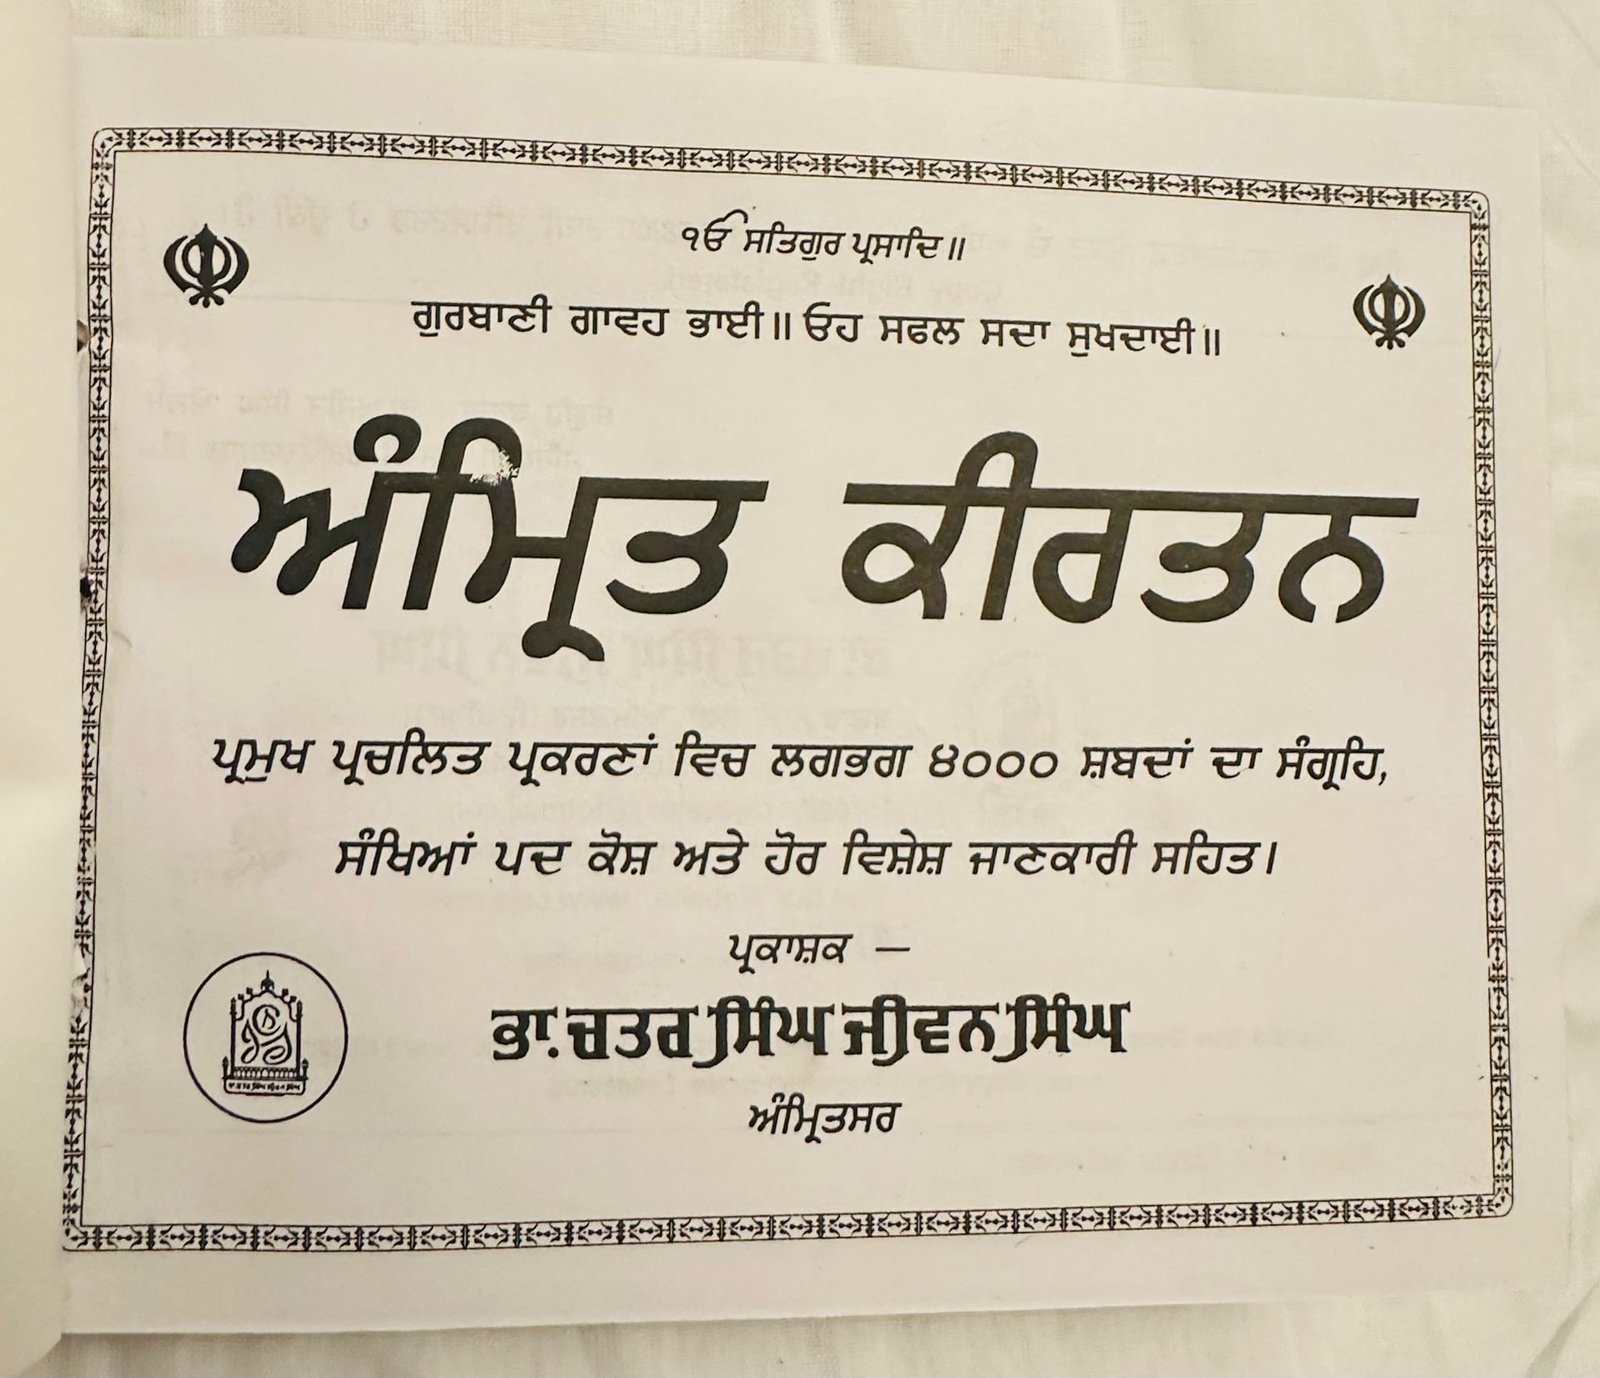 ੴ ਸਤਿਗੁਰ ਪ੍ਰਸਾਦਿ॥
ਗੁਰਬਾਣੀ ਗਾਵਹ ਭਾਈ॥ ਓਹ ਸਫਲ ਸਦਾ ਸੁਖਦਾਈ॥
ਅੰਮ੍ਰਿਤ ਕੀਰਤਨ
ਪ੍ਰਮੁਖ ਪ੍ਰਚਲਿਤ ਪ੍ਰਕਰਣਾਂ ਵਿਚ ਲਗਭਗ ੪੦੦੦ ਸ਼ਬਦਾਂ ਦਾ ਸੰਗ੍ਰਹਿ,
ਸੰਖਿਆਂ ਪਦ ਕੋਸ਼ ਅਤੇ ਹੋਰ ਵਿਸ਼ੇਸ਼ ਜਾਣਕਾਰੀ ਸਹਿਤ।
ਪ੍ਰਕਾਸ਼ਕ —
ਭਾ. ਚਤਰ ਸਿੰਘ ਜੀਵਨ ਸਿੰਘ
ਅੰਮ੍ਰਿਤਸਰ